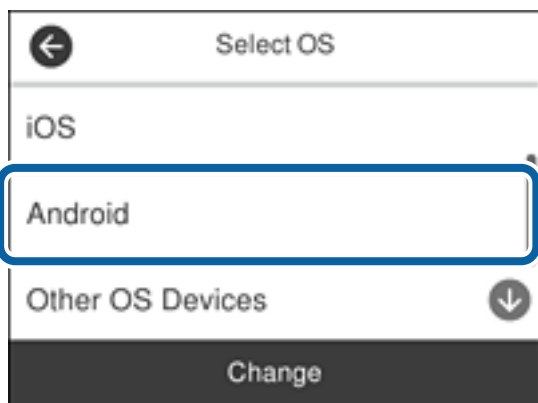 Select OS
iOS
Android
Other OS Devices
Change